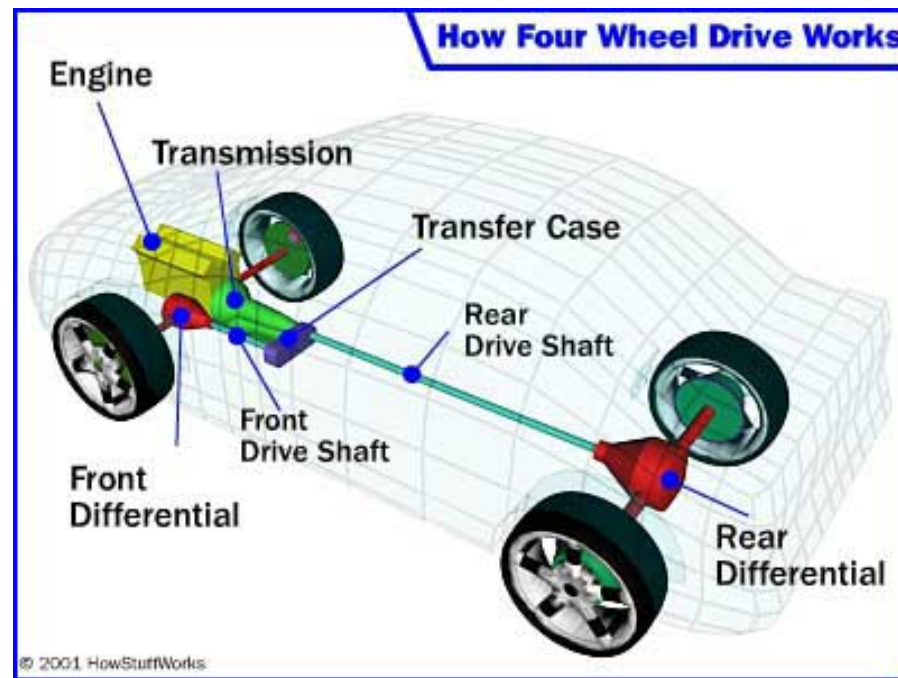 How Four Wheel Drive Works
Engine
Transmission
Transfer Case
Rear
Drive Shaft
Front
Drive Shaft
Front
Differential
Rear
Differential
© 2001 HowStuffWorks